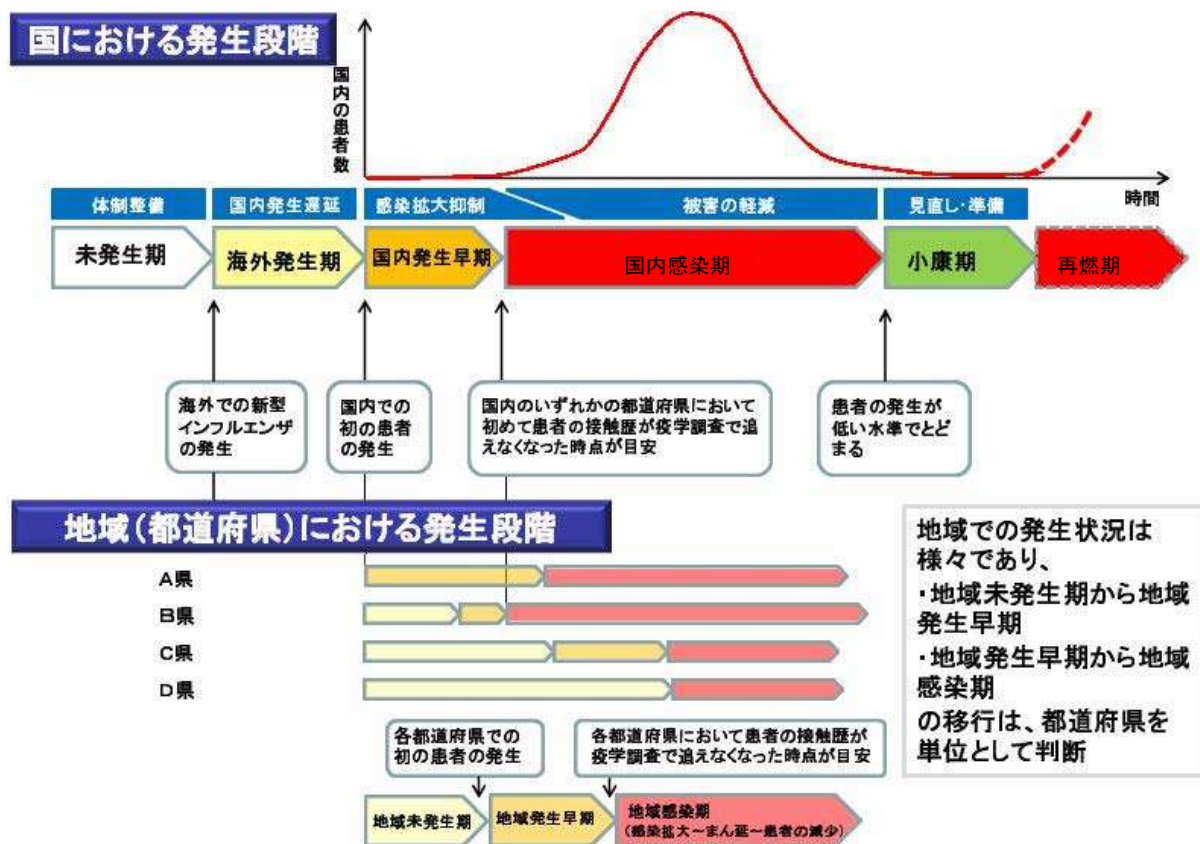 国における発生段階
国内の患者数
時間
体制整備
国内発生遅延
感染拡大抑制
被害の軽減
見直し・準備
未発生期
海外発生期
国内発生早期
国内感染期
小康期
再燃期
海外での新型
インフルエンザ
の発生
国内での
初の患者
の発生
国内のいずれかの都道府県において
初めて患者の接触歴が疫学調査で追
えなくなった時点が目安
患者の発生が
低い水準でとど
まる
地域(都道府県)における発生段階
A県
B県
C県
D県
地域での発生状況は
様々であり、
・地域未発生期から地域
発生早期
・地域発生早期から地域
感染期
の移行は、都道府県を
単位として判断
各都道府県での
初の患者の発生
各都道府県において患者の接触歴が
疫学調査で追えなくなった時点が目安
地域未発生期
地域発生早期
地域感染期
(感染拡大~まん延~患者の減少)